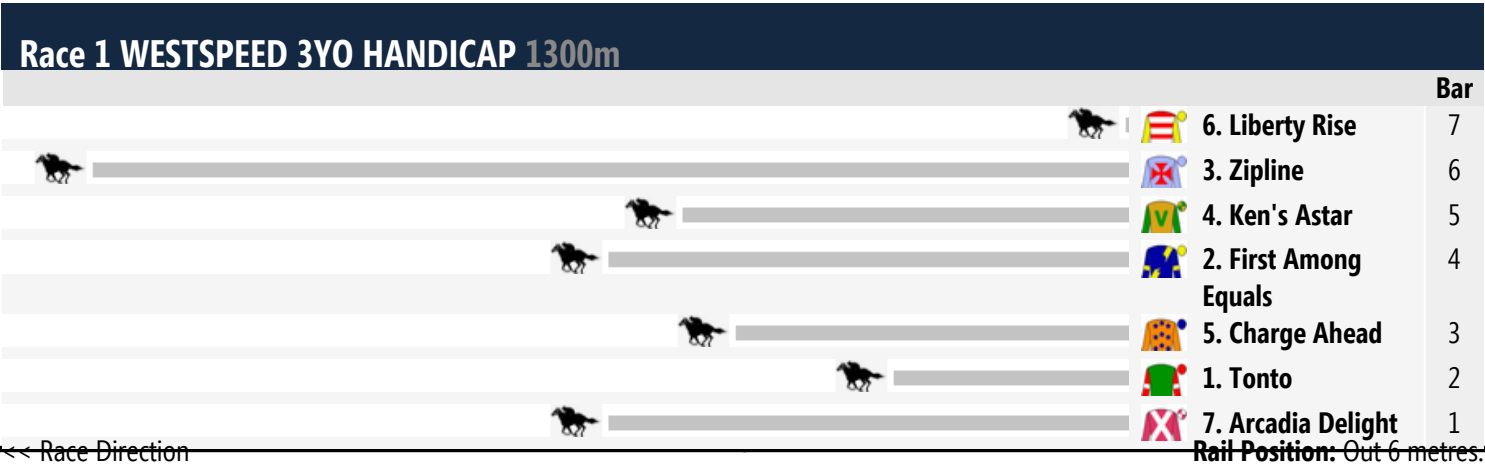 Race 1 WESTSPEED 3YO HANDICAP 1300m
Bar
6. Liberty Rise 7
3. Zipline 6
V 4. Ken's Astar 5
2. First Among 4
Equals
5. Charge Ahead 3
1. Tonto 2
7. Arcadia Delight 1
<< Race Direction Rail Position: Out 6 metres.